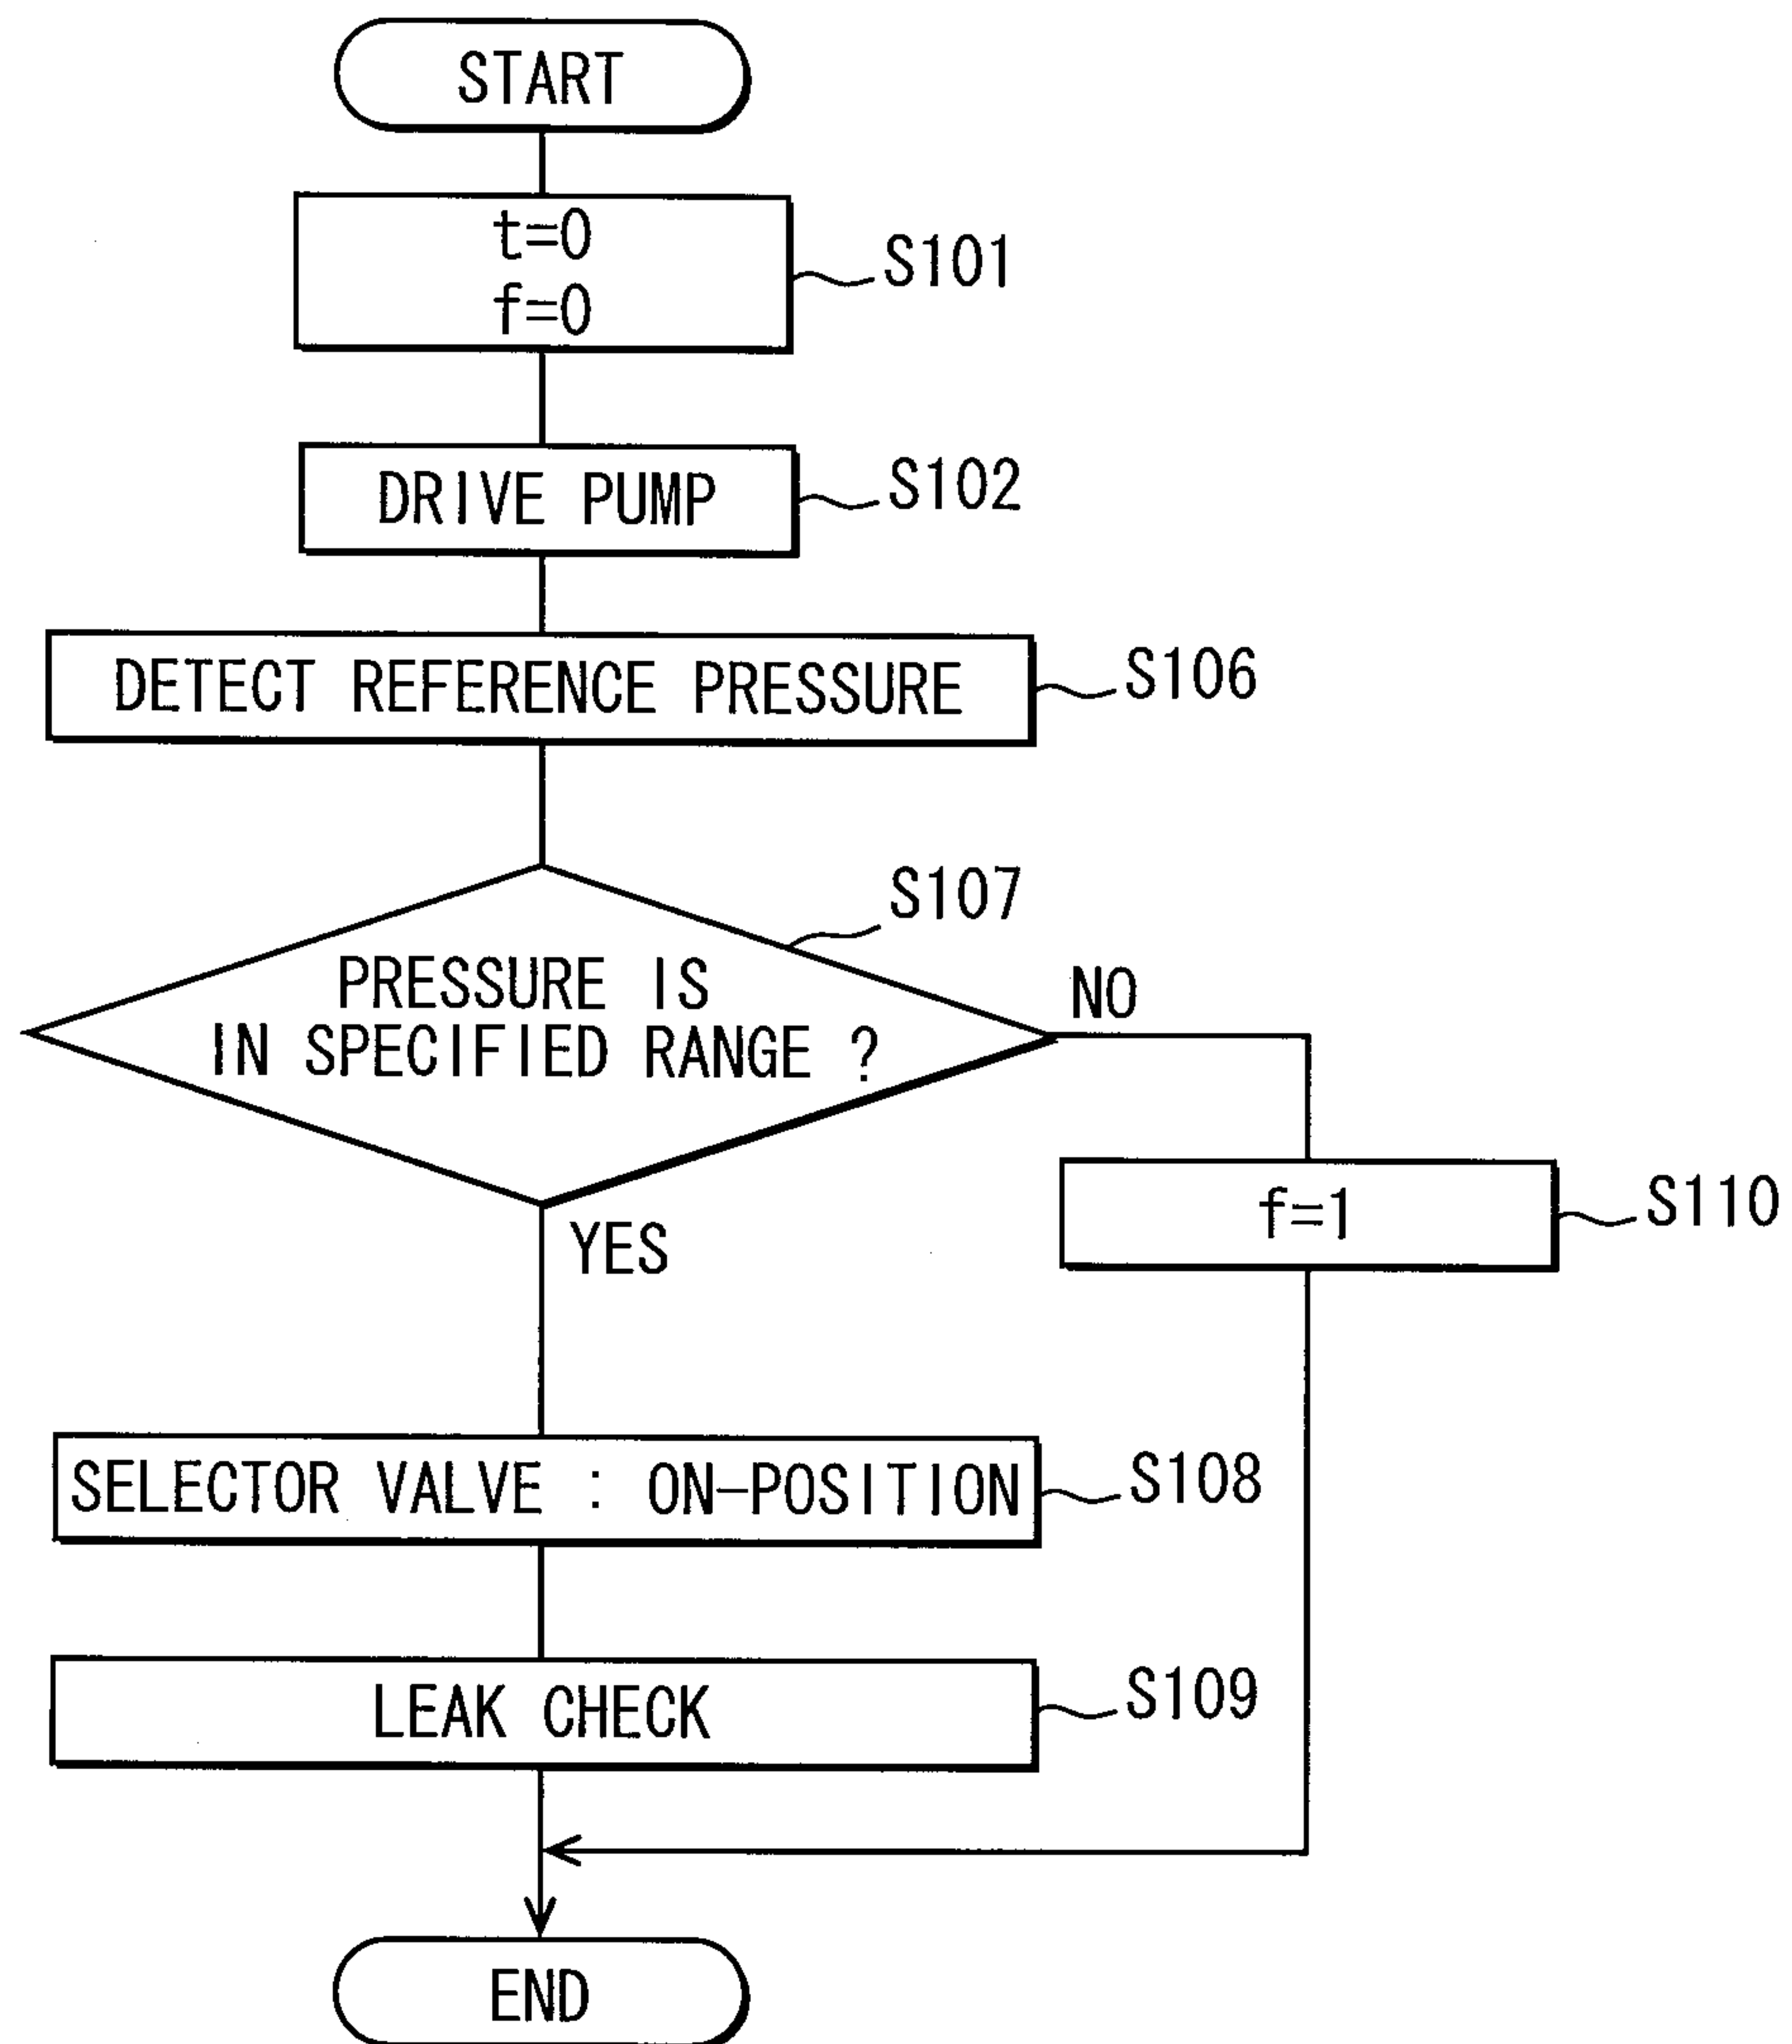 START
t=0
f=0
S101
DRIVE PUMP
S102
DETECT REFERENCE PRESSURE
S106
S107
PRESSURE IS
IN SPECIFIED RANGE ?
NO
YES
f=1
S110
SELECTOR VALVE : ON-POSITION
S108
LEAK CHECK
S109
END